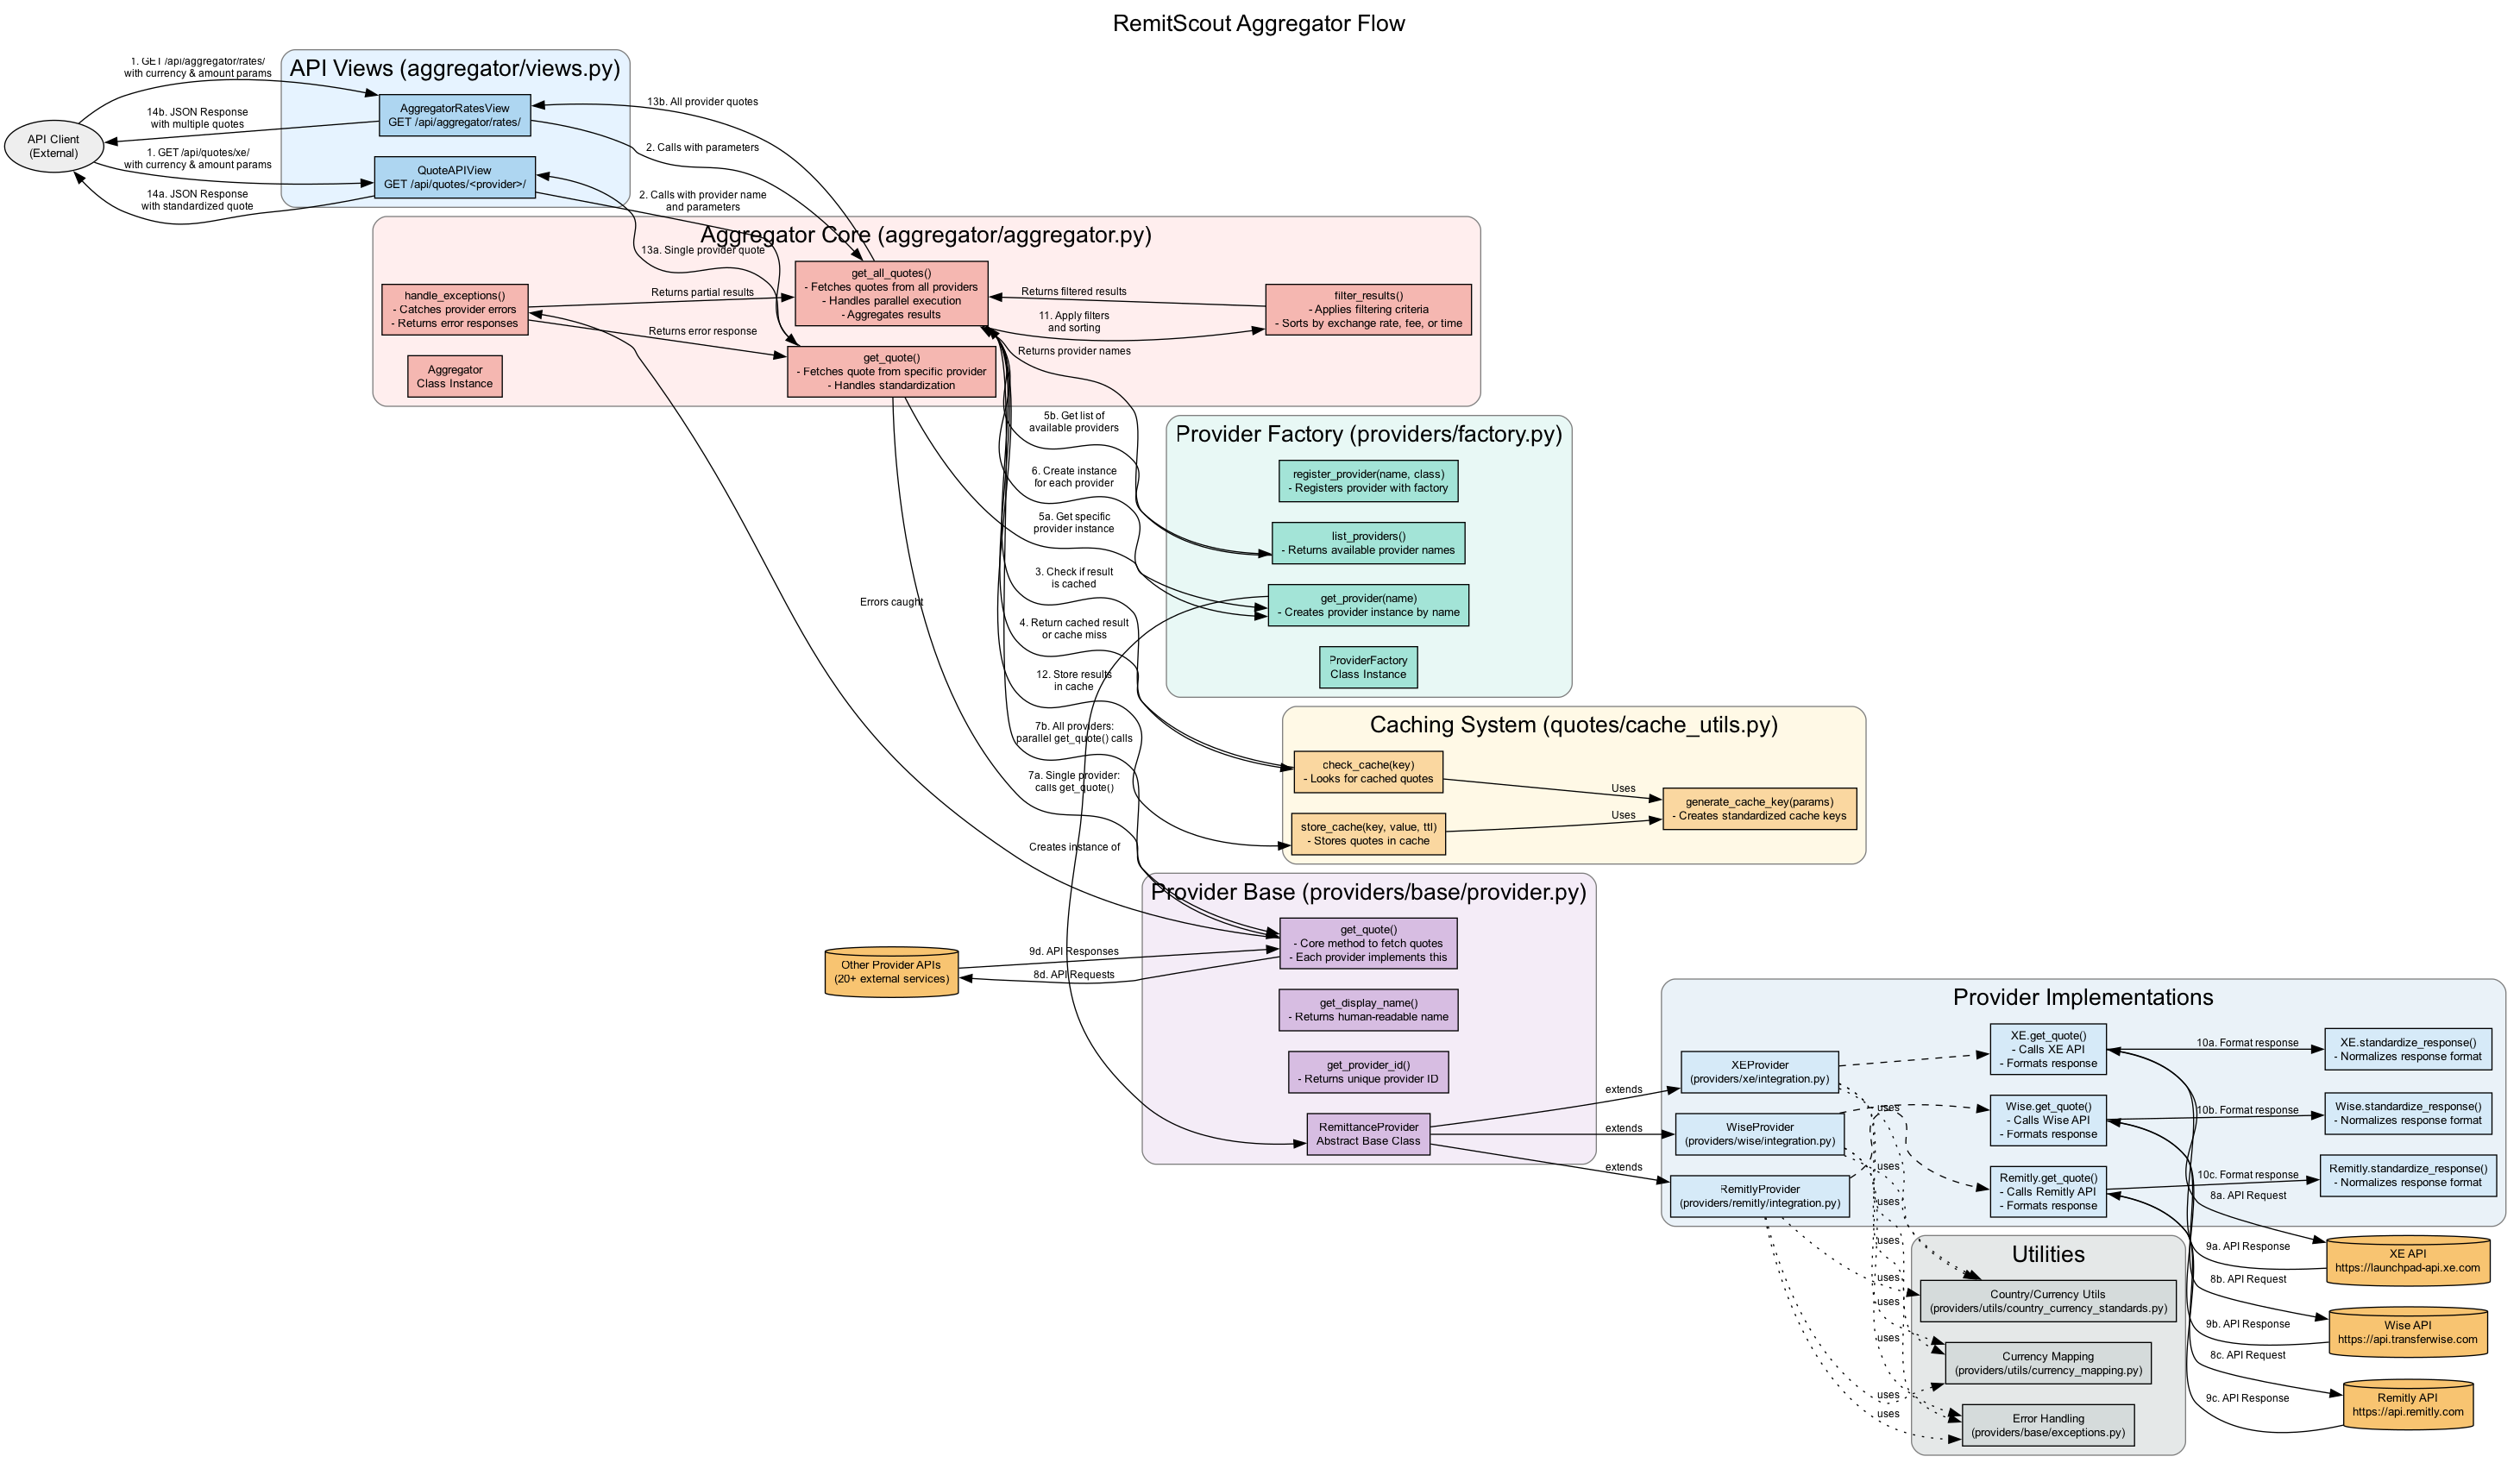 RemitScout Aggregator Flow
API Client
(External)
1. GET /api/aggregator/rates/
with currency & amount params
14b. JSON Response
with multiple quotes
1. GET /api/quotes/xe/
with currency & amount params
14a. JSON Response
with standardized quote
API Views (aggregator/views.py)
AggregatorRatesView
GET /api/aggregator/rates/
QuoteAPIView
GET /api/quotes/<provider>/
13b. All provider quotes
2. Calls with parameters
2. Calls with provider name
and parameters
13a. Single provider quote
Aggregator Core (aggregator/aggregator.py)
handle_exceptions()
- Catches provider errors
- Returns error responses
Aggregator
Class Instance
Returns partial results
Returns error response
get_all_quotes()
- Fetches quotes from all providers
- Handles parallel execution
- Aggregates results
get_quote()
- Fetches quote from specific provider
- Handles standardization
Returns filtered results
11. Apply filters
and sorting
Returns provider names
filter_results()
- Applies filtering criteria
- Sorts by exchange rate, fee, or time
5b. Get list of
available providers
6. Create instance
for each provider
5a. Get specific
provider instance
3. Check if result
is cached
4. Return cached result
or cache miss
12. Store results
in cache
7b. All providers:
parallel get_quote() calls
7a. Single provider:
calls get_quote()
Creates instance of
Errors caught
Provider Factory (providers/factory.py)
register_provider(name, class)
- Registers provider with factory
list_providers()
- Returns available provider names
get_provider(name)
- Creates provider instance by name
ProviderFactory
Class Instance
Caching System (quotes/cache_utils.py)
check_cache(key)
- Looks for cached quotes
store_cache(key, value, ttl)
- Stores quotes in cache
Uses
Uses
generate_cache_key(params)
- Creates standardized cache keys
Provider Base (providers/base/provider.py)
get_quote()
- Core method to fetch quotes
- Each provider implements this
get_display_name()
- Returns human-readable name
get_provider_id()
- Returns unique provider ID
RemittanceProvider
Abstract Base Class
Other Provider APIs
(20+ external services)
9d. API Responses
8d. API Requests
extends
extends
extends
Provider Implementations
XEProvider
(providers/xe/integration.py)
WiseProvider
(providers/wise/integration.py)
RemitlyProvider
(providers/remitly/integration.py)
XE.get_quote()
- Calls XE API
- Formats response
Wise.get_quote()
- Calls Wise API
- Formats response
Remitly.get_quote()
- Calls Remitly API
- Formats response
10a. Format response
10b. Format response
10c. Format response
XE.standardize_response()
- Normalizes response format
Wise.standardize_response()
- Normalizes response format
Remitly.standardize_response()
- Normalizes response format
uses
uses
uses
uses
uses
uses
uses
uses
uses
Utilities
Country/Currency Utils
(providers/utils/country_currency_standards.py)
Currency Mapping
(providers/utils/currency_mapping.py)
Error Handling
(providers/base/exceptions.py)
8a. API Request
9a. API Response
8b. API Request
9b. API Response
8c. API Request
9c. API Response
XE API
https://launchpad-api.xe.com
Wise API
https://api.transferwise.com
Remitly API
https://api.remitly.com